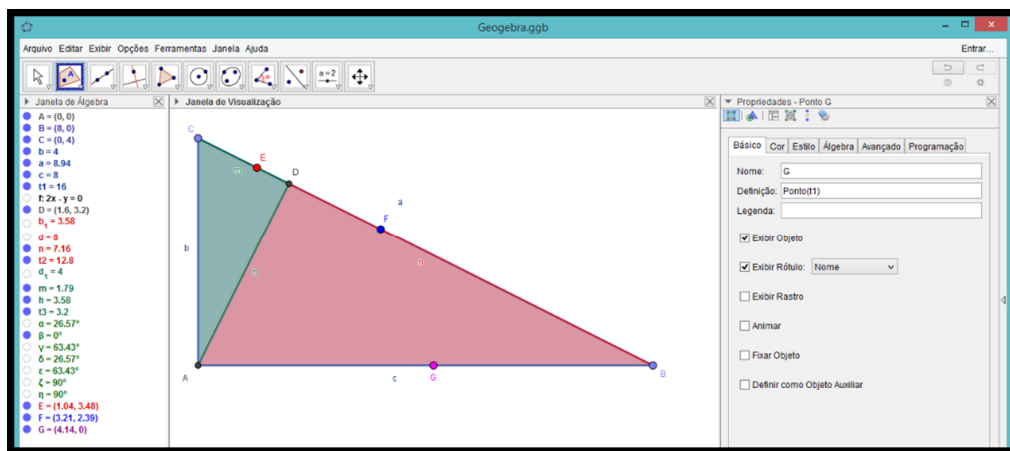 Geogebra.ggb
Arquivo Editar Exibir Opções Ferramentas Janela Ajuda
Entrar...
A
α
a=2
Janela de Álgebra
A = (0, 0)
B = (8, 0)
C = (0, 4)
b = 4
a = 8.94
c = 8
t1 = 16
f: 2x - y = 0
D = (1.6, 3.2)
b₁ = 3.58
d = 8
n = 7.16
t2 = 12.8
d₁ = 4
m = 1.79
h = 3.58
t3 = 3.2
α = 26.57°
β = 0°
γ = 63.43°
δ = 26.57°
ε = 63.43°
ζ = 90°
η = 90°
E = (1.04, 3.48)
F = (3.21, 2.39)
G = (4.14, 0)
Janela de Visualização
C
E
m
D
a
F
b
n
h
A
c
G
B
Propriedades - Ponto G
Básico Cor Estilo Álgebra Avançado Programação
Nome: G
Definição: Ponto(t1)
Legenda:
Exibir Objeto
Exibir Rótulo: Nome
Exibir Rastro
Animar
Fixar Objeto
Definir como Objeto Auxiliar